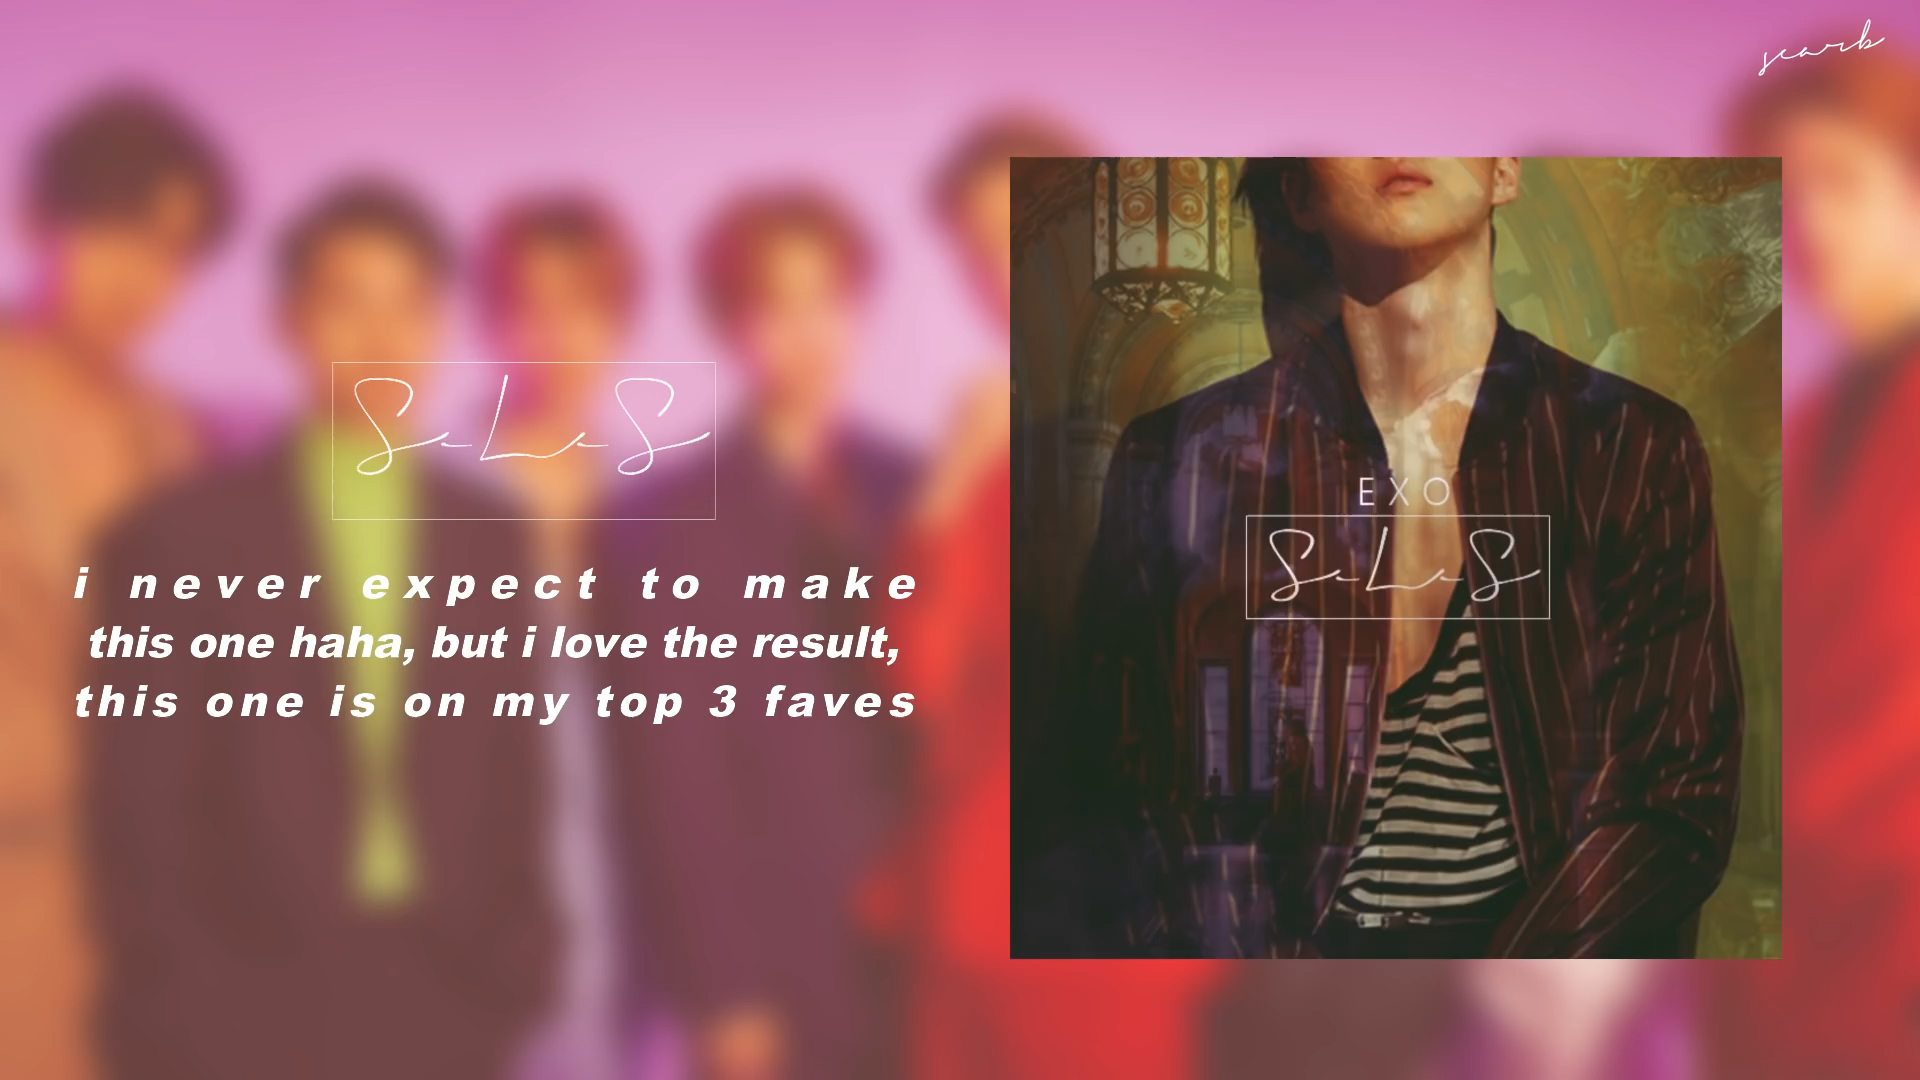 scarb
S-L-S
i never expect to make
this one haha, but i love the result,
this one is on my top 3 faves
EXO
S-L-S